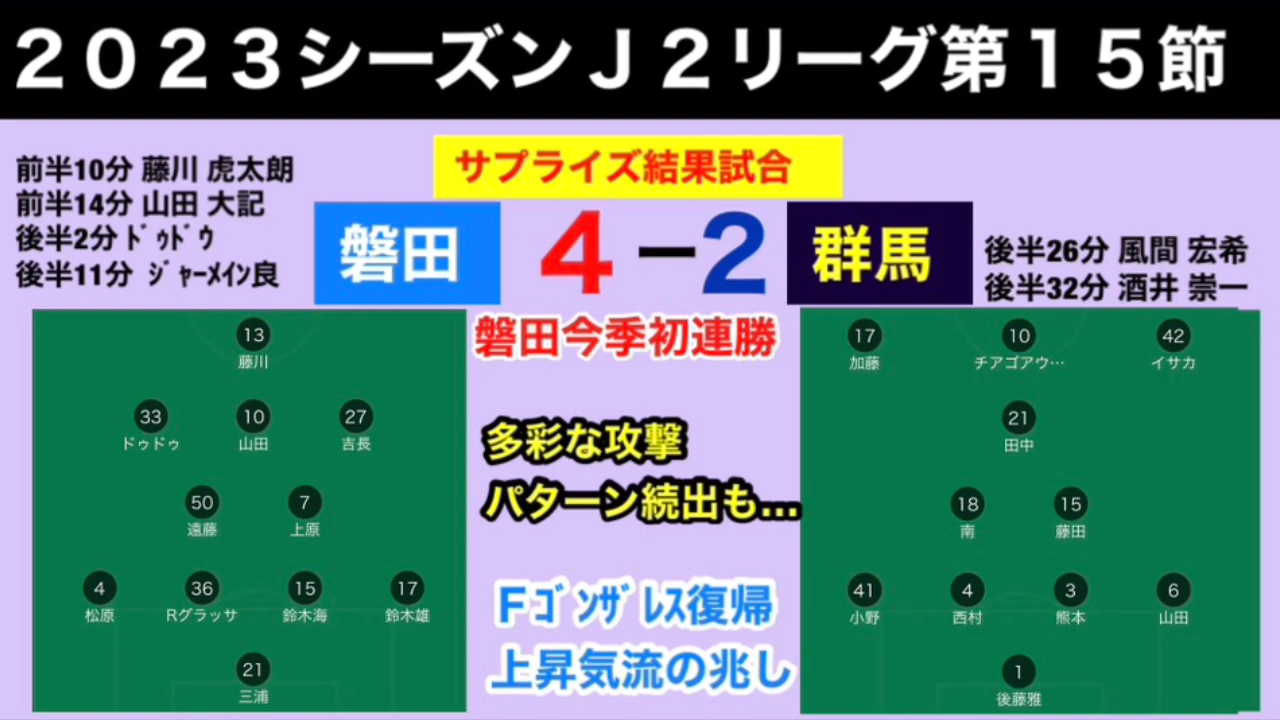 ２０２３シーズンＪ２リーグ第１５節
前半10分 藤川 虎太朗
前半14分 山田 大記
後半2分 ﾄﾞｩﾄﾞｳ
後半11分 ｼﾞｬｰﾒｲﾝ良
サプライズ結果試合
磐田 4－2 群馬
後半26分 風間 宏希
後半32分 酒井 崇一
磐田今季初連勝
多彩な攻撃
パターン続出も...
Fｺﾞﾝｻﾞﾚｽ復帰
上昇気流の兆し
13
藤川
33 10 27
ドゥドゥ 山田 吉長
50 7
遠藤 上原
4 36 15 17
松原 Rグラッサ 鈴木海 鈴木雄
21
三浦
17 10 42
加藤 チアゴアウ… イサカ
21
田中
18 15
南 藤田
41 4 3 6
小野 西村 熊本 山田
1
後藤雅